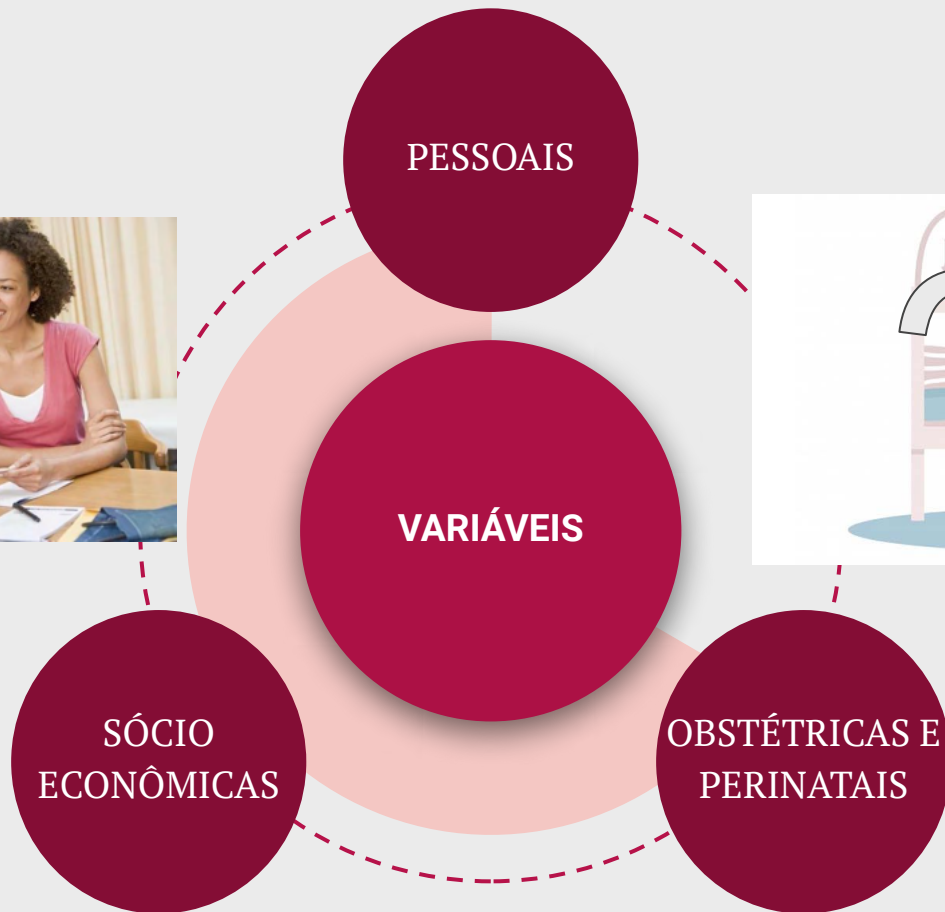 PESSOAIS
VARIÁVEIS
SÓCIO
ECONÔMICAS
OBSTÉTRICAS E
PERINATAIS